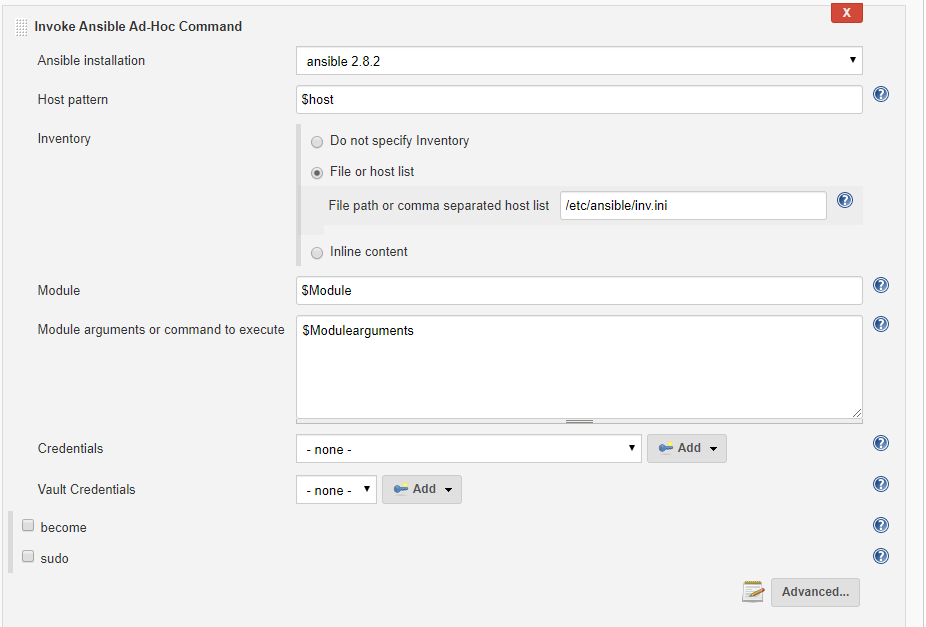 X
Invoke Ansible Ad-Hoc Command
Ansible installation
ansible 2.8.2
Host pattern
$host
Inventory
Do not specify Inventory
File or host list
File path or comma separated host list
/etc/ansible/inv.ini
Inline content
Module
$Module
Module arguments or command to execute
$Modulearguments
Credentials
- none -
Add
Vault Credentials
- none -
Add
become
sudo
Advanced...